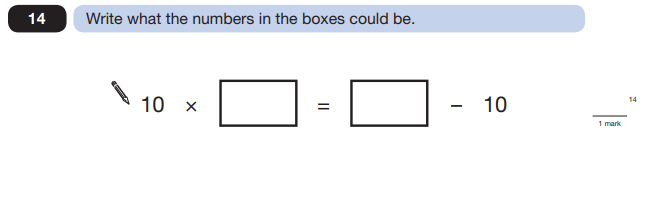 14 Write what the numbers in the boxes could be.
10 × = − 10
14
1 mark